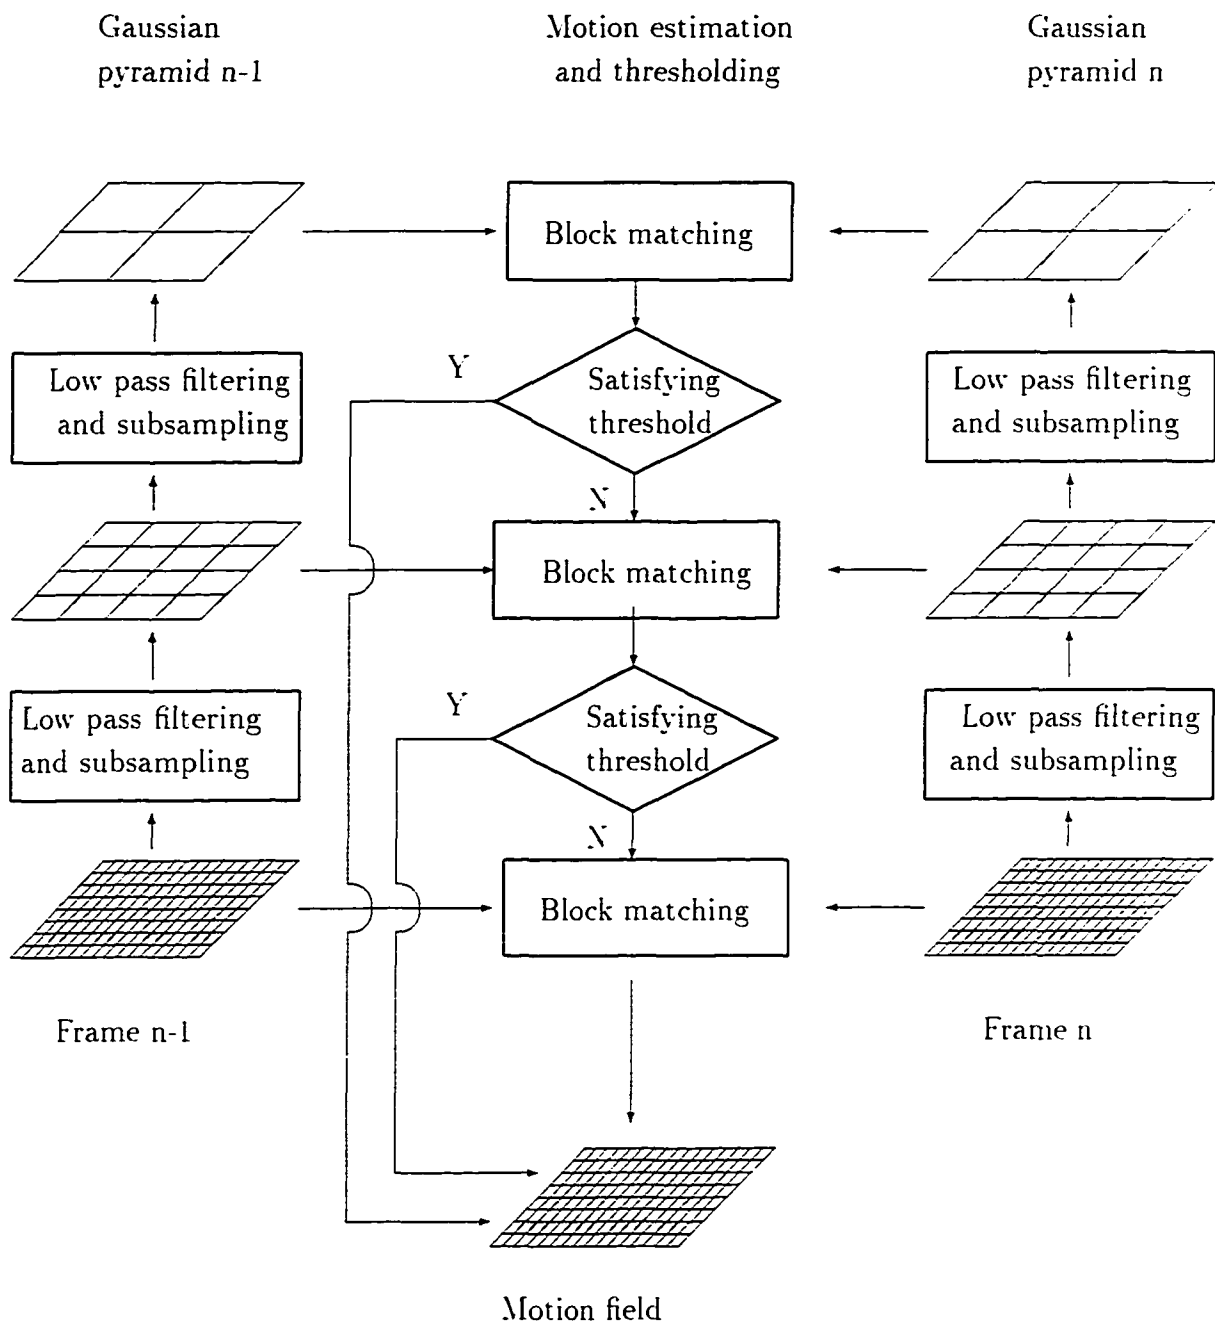 Gaussian
pyramid n-1
Motion estimation
and thresholding
Gaussian
pyramid n
Block matching
Y
Satisfying
threshold
Low pass filtering
and subsampling
Low pass filtering
and subsampling
N
Block matching
Y
Satisfying
threshold
Low pass filtering
and subsampling
Low pass filtering
and subsampling
N
Block matching
Frame n-1
Frame n
Motion field